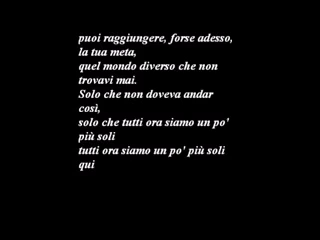 puoi raggiungere, forse adesso,
la tua meta,
quel mondo diverso che non
trovavi mai.
Solo che non doveva andar
così,
solo che tutti ora siamo un po'
più soli
tutti ora siamo un po' più soli
qui